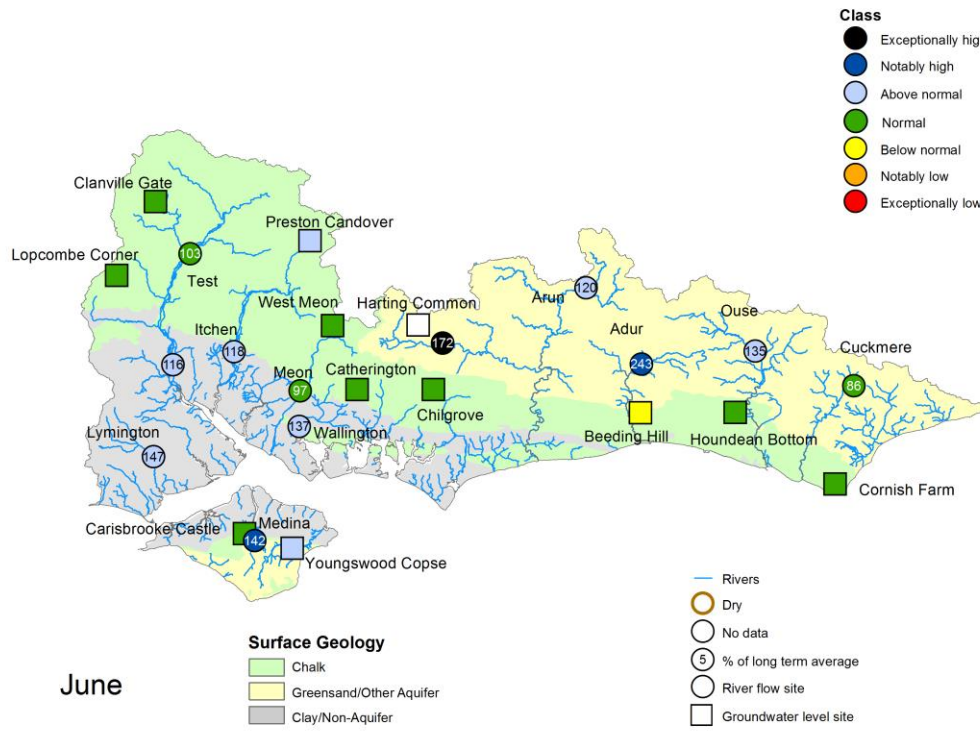 Class
Exceptionally hig
Notably high
Above normal
Normal
Below normal
Notably low
Exceptionally low
Clanville Gate
Preston Candover
103
Lopcombe Corner
Test
West Meon
Harting Common
Arun
120
Ouse
Adur
Itchen
118
172
135
Cuckmere
116
Meon
97
Catherington
243
86
Chilgrove
Lymington
137
Wallington
Beeding Hill
Houndean Bottom
147
Cornish Farm
Carisbrooke Castle
Medina
142
Youngswood Copse
Rivers
Dry
No data
5
% of long term average
River flow site
Groundwater level site
Surface Geology
Chalk
Greensand/Other Aquifer
Clay/Non-Aquifer
June